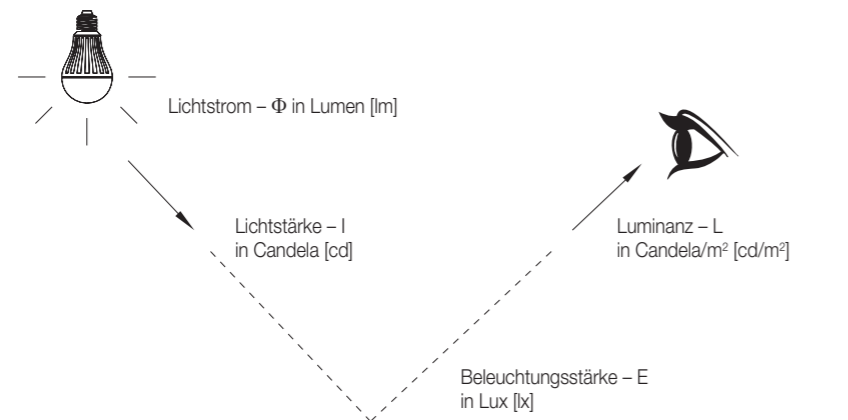 Lichtstrom – Φ in Lumen [lm]
Lichtstärke – I
in Candela [cd]
Luminanz – L
in Candela/m² [cd/m²]
Beleuchtungsstärke – E
in Lux [lx]